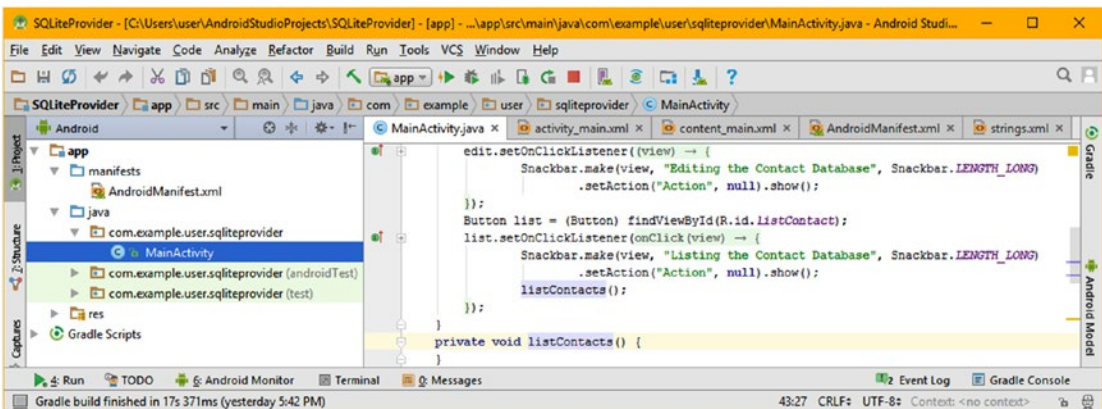 SQLiteProvider - [C:\Users\user\AndroidStudioProjects\SQLiteProvider] - [app] - ...\app\src\main\java\com\example\user\sqliteprovider\MainActivity.java - Android Studi...
File Edit View Navigate Code Analyze Refactor Build Run Tools VCS Window Help
app
SQLiteProvider app src main java com example user sqliteprovider MainActivity
Android MainActivity.java × activity_main.xml × content_main.xml × AndroidManifest.xml × strings.xml ×
1: Project
Z: Structure
Captures
app
manifests
AndroidManifest.xml
java
com.example.user.sqliteprovider
MainActivity
com.example.user.sqliteprovider (androidTest)
com.example.user.sqliteprovider (test)
res
Gradle Scripts
edit.setOnClickListener((view) → {
Snackbar.make(view, "Editing the Contact Database", Snackbar.LENGTH_LONG)
.setAction("Action", null).show();
});
Button list = (Button) findViewById(R.id.listContact);
list.setOnClickListener(onClick(view) → {
Snackbar.make(view, "Listing the Contact Database", Snackbar.LENGTH_LONG)
.setAction("Action", null).show();
listContacts();
});
}
private void listContacts() {
}
Gradle
Android Model
4: Run TODO 6: Android Monitor Terminal 0: Messages 2 Event Log Gradle Console
Gradle build finished in 17s 371ms (yesterday 5:42 PM) 43:27 CRLF÷ UTF-8÷ Context: <no context>